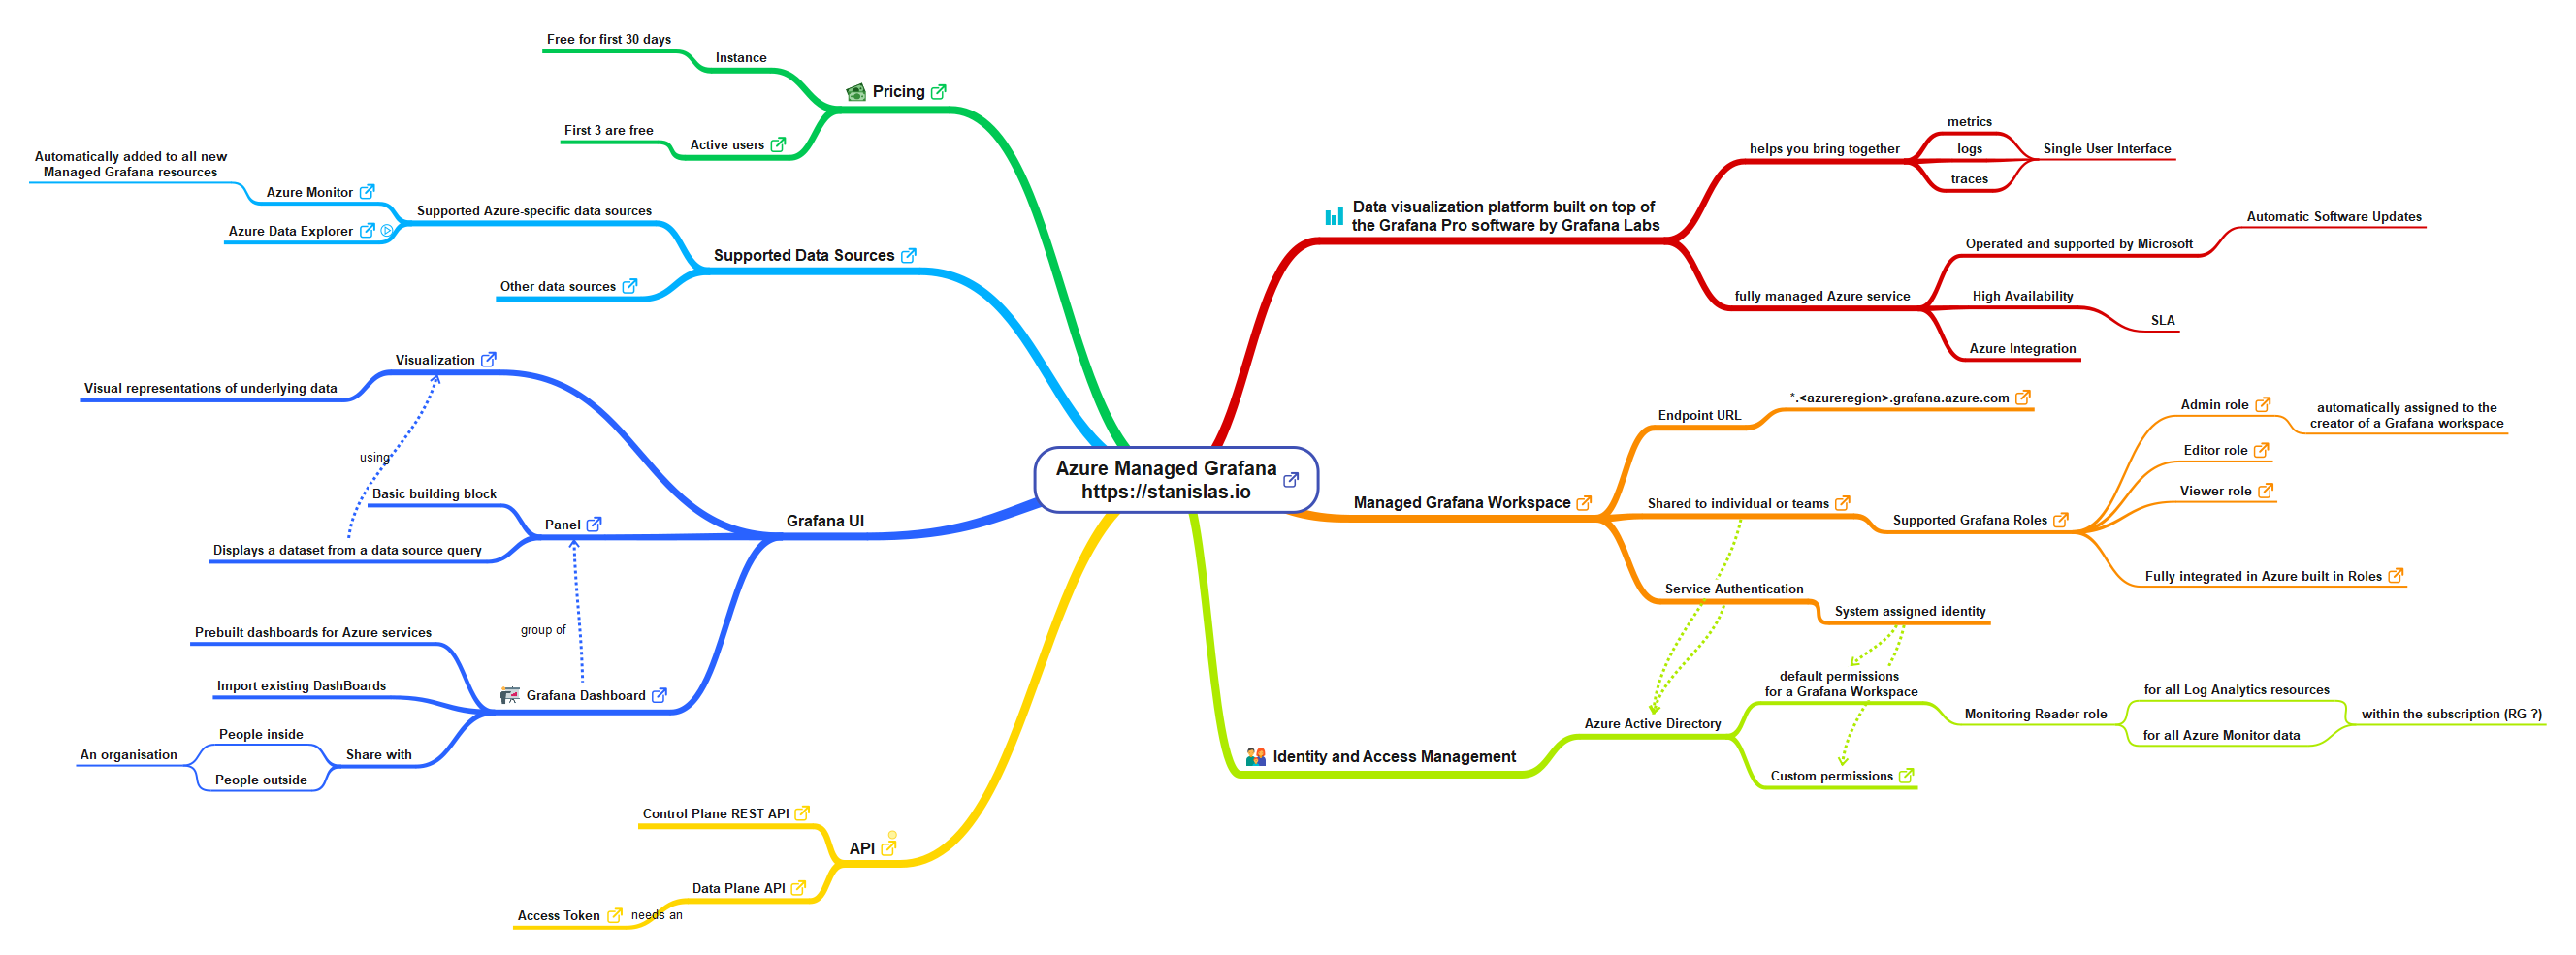 Azure Managed Grafana
https://stanislas.io
Pricing
Instance
Free for first 30 days
Active users
First 3 are free
Supported Data Sources
Supported Azure-specific data sources
Azure Monitor
Automatically added to all new
Managed Grafana resources
Azure Data Explorer
Other data sources
Grafana UI
Visualization
Visual representations of underlying data
using
Panel
Basic building block
Displays a dataset from a data source query
group of
Grafana Dashboard
Prebuilt dashboards for Azure services
Import existing DashBoards
Share with
People inside
People outside
An organisation
API
Control Plane REST API
Data Plane API
needs an
Access Token
Data visualization platform built on top of
the Grafana Pro software by Grafana Labs
helps you bring together
metrics
logs
traces
Single User Interface
fully managed Azure service
Operated and supported by Microsoft
Automatic Software Updates
High Availability
SLA
Azure Integration
Managed Grafana Workspace
Endpoint URL
*.<azureregion>.grafana.azure.com
Shared to individual or teams
Supported Grafana Roles
Admin role
automatically assigned to the
creator of a Grafana workspace
Editor role
Viewer role
Fully integrated in Azure built in Roles
Service Authentication
System assigned identity
Identity and Access Management
Azure Active Directory
default permissions
for a Grafana Workspace
Monitoring Reader role
for all Log Analytics resources
for all Azure Monitor data
within the subscription (RG ?)
Custom permissions